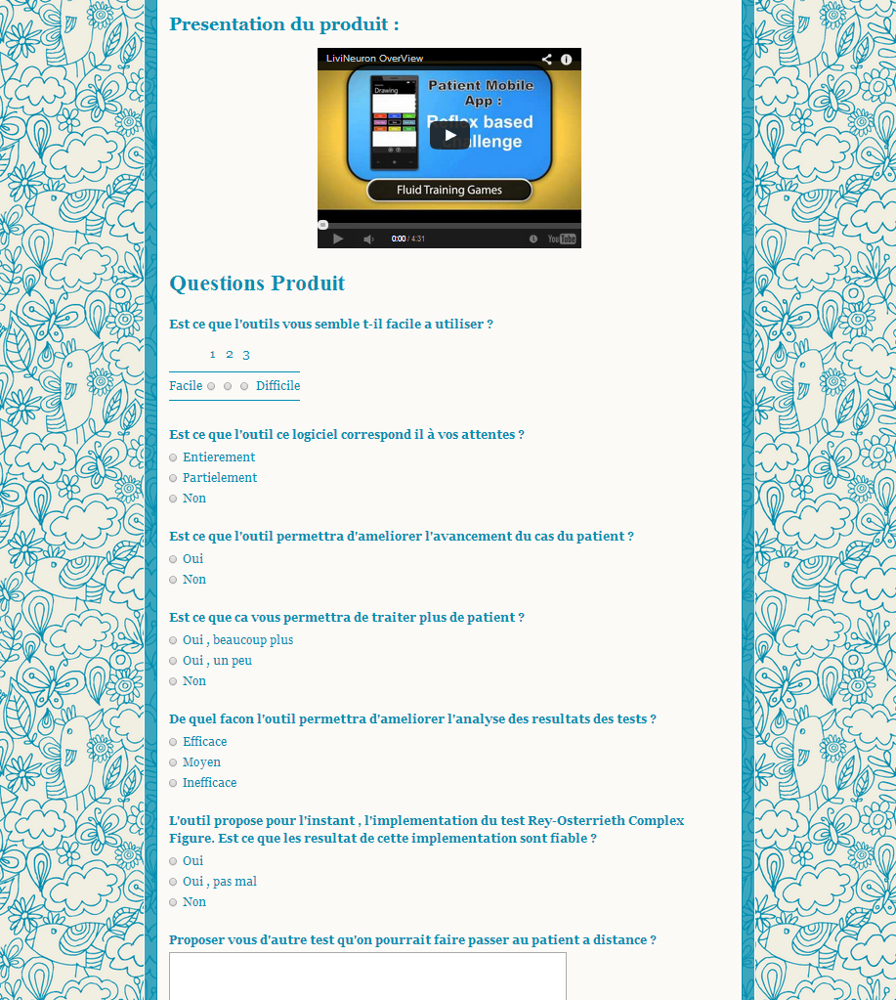 Presentation du produit :
LiviNeuron OverView
Drawing
Patient Mobile
App :
Reflex based
challenge
Fluid Training Games
0:00 / 4:31
YouTube
Questions Produit
Est ce que l'outils vous semble t-il facile a utiliser ?
1 2 3
Facile Difficile
Est ce que l'outil ce logiciel correspond il à vos attentes ?
Entierement
Partielement
Non
Est ce que l'outil permettra d'ameliorer l'avancement du cas du patient ?
Oui
Non
Est ce que ca vous permettra de traiter plus de patient ?
Oui , beaucoup plus
Oui , un peu
Non
De quel facon l'outil permettra d'ameliorer l'analyse des resultats des tests ?
Efficace
Moyen
Inefficace
L'outil propose pour l'instant , l'implementation du test Rey-Osterrieth Complex
Figure. Est ce que les resultat de cette implementation sont fiable ?
Oui
Oui , pas mal
Non
Proposer vous d'autre test qu'on pourrait faire passer au patient a distance ?